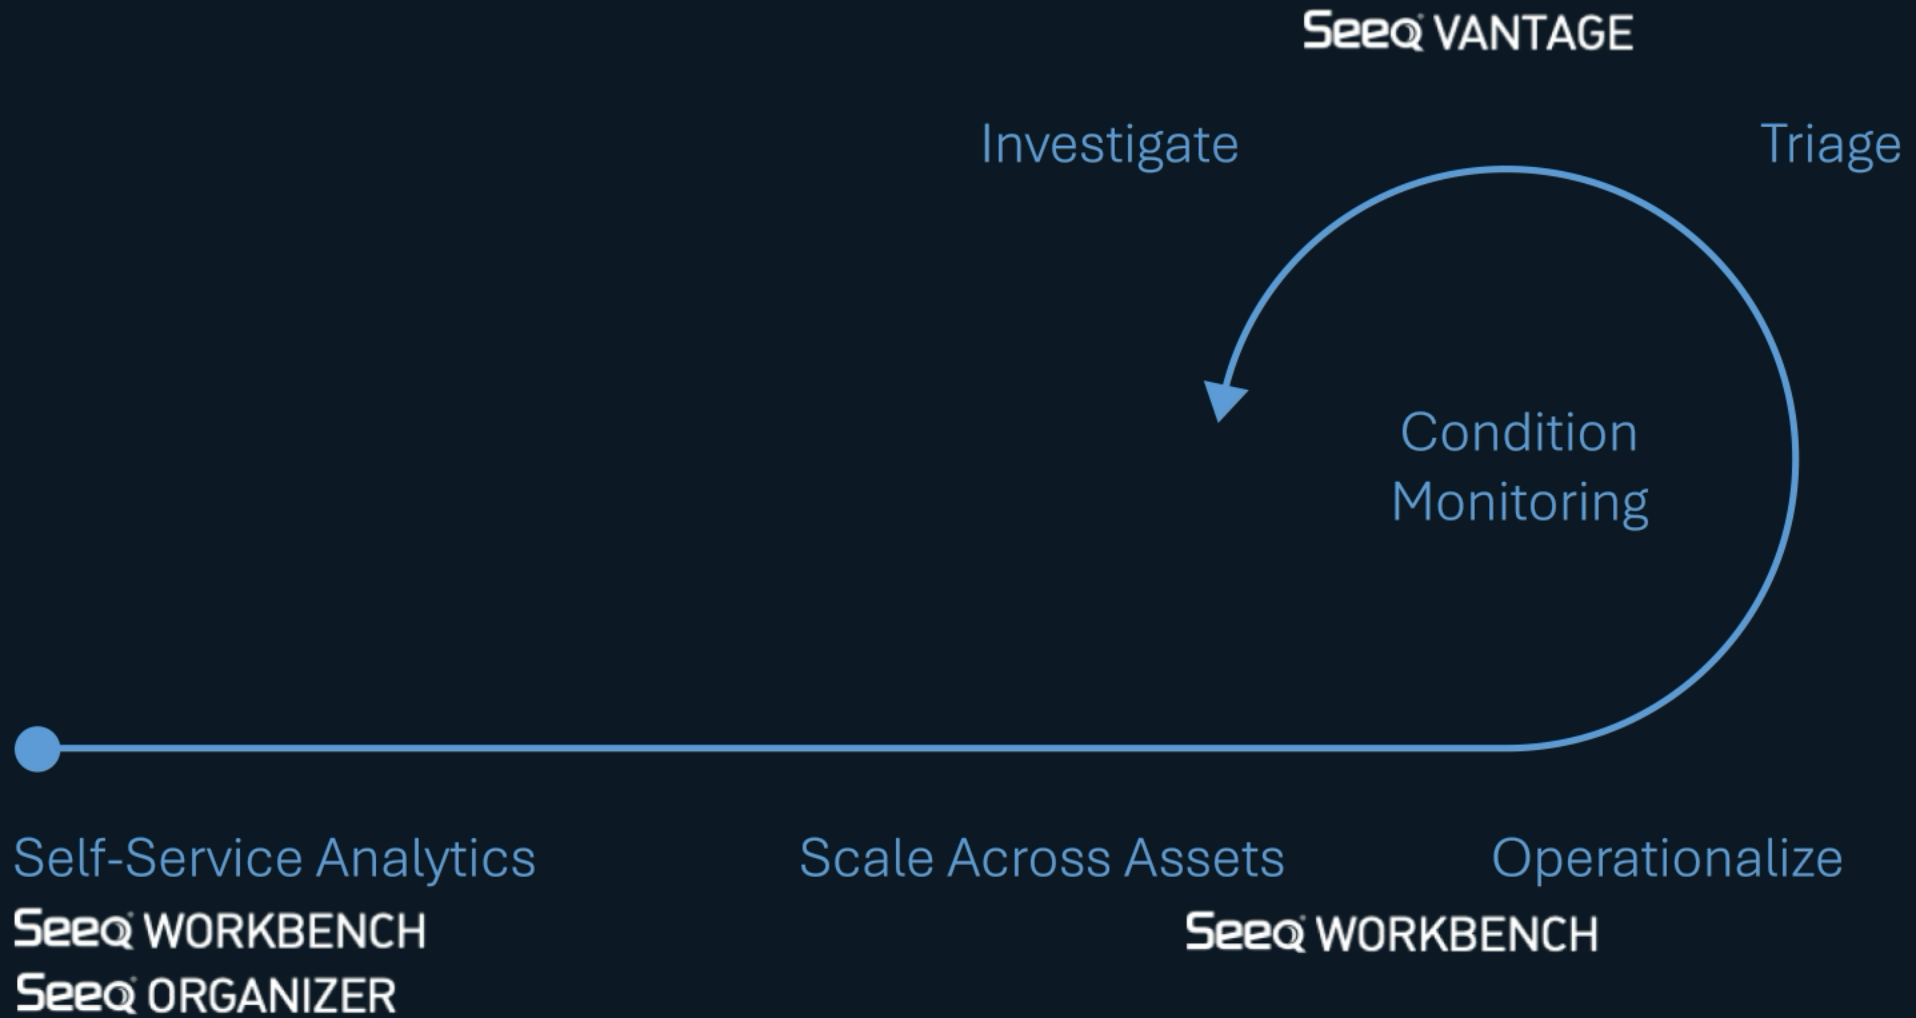 Seeq® VANTAGE
Investigate
Triage
Condition
Monitoring
Self-Service Analytics
Scale Across Assets
Operationalize
Seeq® WORKBENCH
Seeq® WORKBENCH
Seeq® ORGANIZER